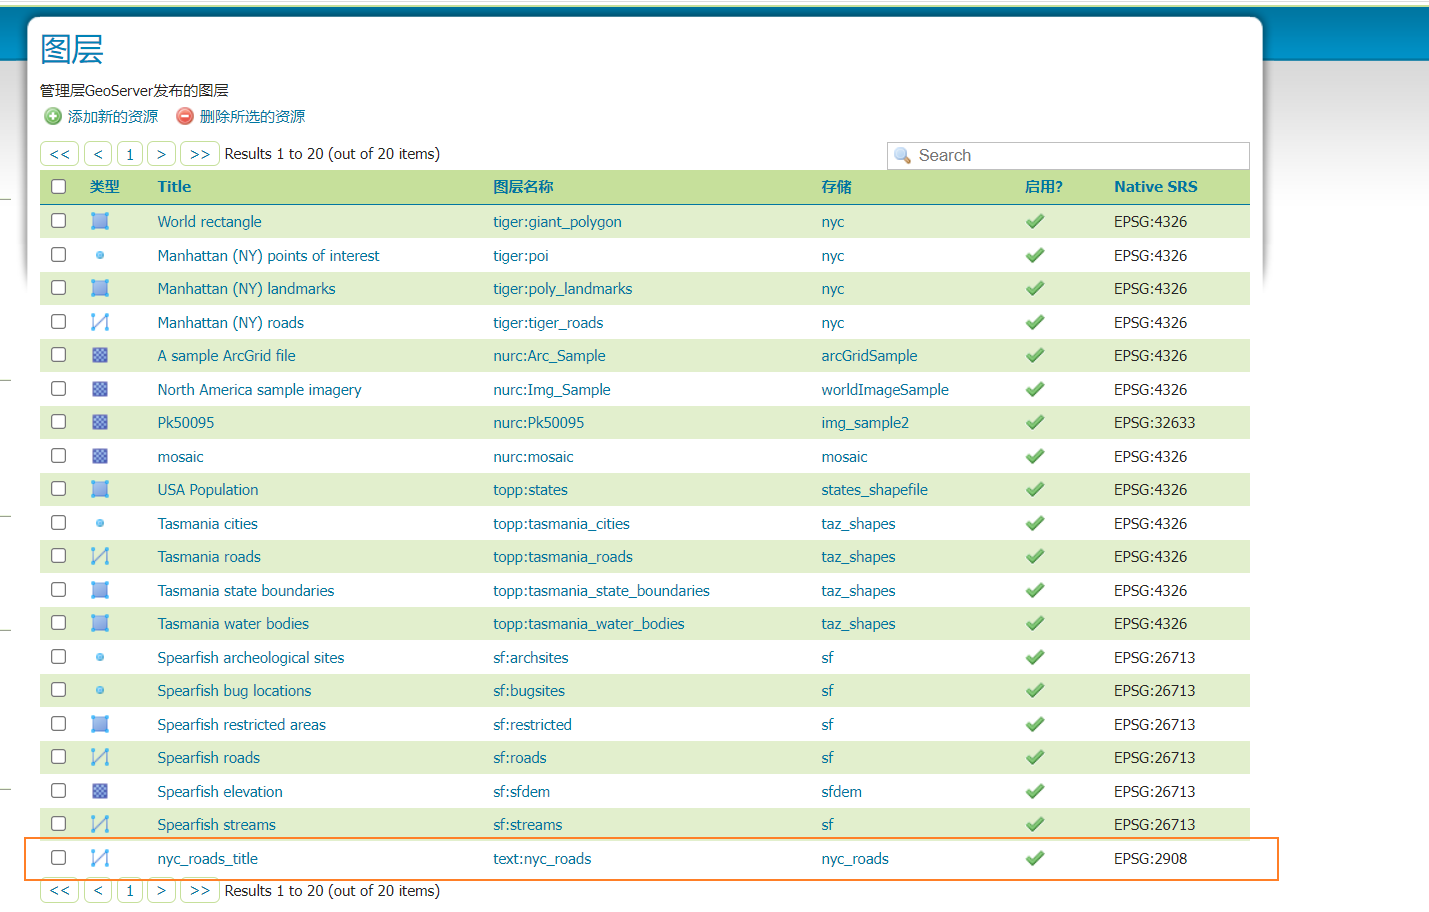 图层
管理层GeoServer发布的图层
添加新的资源 删除所选的资源
<< < 1 > >> Results 1 to 20 (out of 20 items) Search
类型 Title 图层名称 存储 启用? Native SRS
World rectangle tiger:giant_polygon nyc EPSG:4326
Manhattan (NY) points of interest tiger:poi nyc EPSG:4326
Manhattan (NY) landmarks tiger:poly_landmarks nyc EPSG:4326
Manhattan (NY) roads tiger:tiger_roads nyc EPSG:4326
A sample ArcGrid file nurc:Arc_Sample arcGridSample EPSG:4326
North America sample imagery nurc:Img_Sample worldImageSample EPSG:4326
Pk50095 nurc:Pk50095 img_sample2 EPSG:32633
mosaic nurc:mosaic mosaic EPSG:4326
USA Population topp:states states_shapefile EPSG:4326
Tasmania cities topp:tasmania_cities taz_shapes EPSG:4326
Tasmania roads topp:tasmania_roads taz_shapes EPSG:4326
Tasmania state boundaries topp:tasmania_state_boundaries taz_shapes EPSG:4326
Tasmania water bodies topp:tasmania_water_bodies taz_shapes EPSG:4326
Spearfish archeological sites sf:archsites sf EPSG:26713
Spearfish bug locations sf:bugsites sf EPSG:26713
Spearfish restricted areas sf:restricted sf EPSG:26713
Spearfish roads sf:roads sf EPSG:26713
Spearfish elevation sf:sfdem sfdem EPSG:26713
Spearfish streams sf:streams sf EPSG:26713
nyc_roads_title text:nyc_roads nyc_roads EPSG:2908
<< < 1 > >> Results 1 to 20 (out of 20 items)